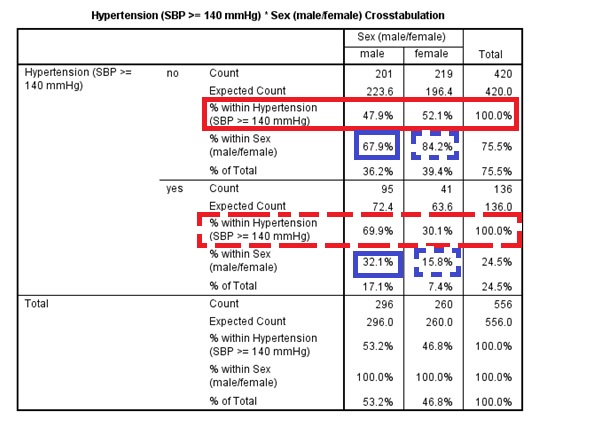 Hypertension (SBP >= 140 mmHg) * Sex (male/female) Crosstabulation
Sex (male/female)
male female Total
Hypertension (SBP >= no Count 201 219 420
140 mmHg)
Expected Count 223.6 196.4 420.0
% within Hypertension 47.9% 52.1% 100.0%
(SBP >= 140 mmHg)
% within Sex 67.9% 84.2% 75.5%
(male/female)
% of Total 36.2% 39.4% 75.5%
yes Count 95 41 136
Expected Count 72.4 63.6 136.0
% within Hypertension 69.9% 30.1% 100.0%
(SBP >= 140 mmHg)
% within Sex 32.1% 15.8% 24.5%
(male/female)
% of Total 17.1% 7.4% 24.5%
Total Count 296 260 556
Expected Count 296.0 260.0 556.0
% within Hypertension 53.2% 46.8% 100.0%
(SBP >= 140 mmHg)
% within Sex 100.0% 100.0% 100.0%
(male/female)
% of Total 53.2% 46.8% 100.0%